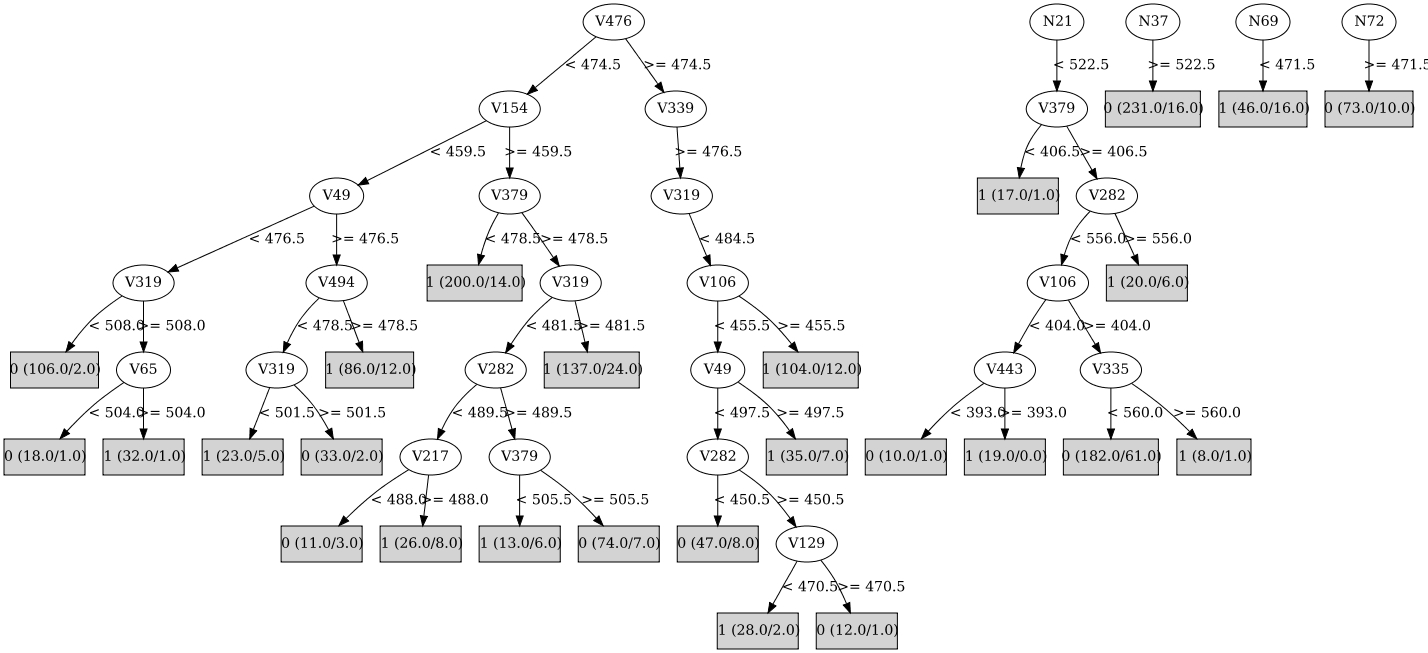 V476 N21 N37 N69 N72
< 474.5 >= 474.5 < 522.5 >= 522.5 < 471.5 >= 471.5
V154 V339 V379 0 (231.0/16.0) 1 (46.0/16.0) 0 (73.0/10.0)
< 459.5 >= 459.5 >= 476.5 < 406.5 >= 406.5
V49 V379 V319 1 (17.0/1.0) V282
< 476.5 >= 476.5 < 478.5 >= 478.5 < 484.5 < 556.0 >= 556.0
V319 V494 1 (200.0/14.0) V319 V106 V106 1 (20.0/6.0)
< 508.0 >= 508.0 < 478.5 >= 478.5 < 481.5 >= 481.5 < 455.5 >= 455.5 < 404.0 >= 404.0
0 (106.0/2.0) V65 V319 1 (86.0/12.0) V282 1 (137.0/24.0) V49 1 (104.0/12.0) V443 V335
< 504.0 >= 504.0 < 501.5 >= 501.5 < 489.5 >= 489.5 < 497.5 >= 497.5 < 393.0 >= 393.0 < 560.0 >= 560.0
0 (18.0/1.0) 1 (32.0/1.0) 1 (23.0/5.0) 0 (33.0/2.0) V217 V379 V282 1 (35.0/7.0) 0 (10.0/1.0) 1 (19.0/0.0) 0 (182.0/61.0) 1 (8.0/1.0)
< 488.0 >= 488.0 < 505.5 >= 505.5 < 450.5 >= 450.5
0 (11.0/3.0) 1 (26.0/8.0) 1 (13.0/6.0) 0 (74.0/7.0) 0 (47.0/8.0) V129
< 470.5 >= 470.5
1 (28.0/2.0) 0 (12.0/1.0)